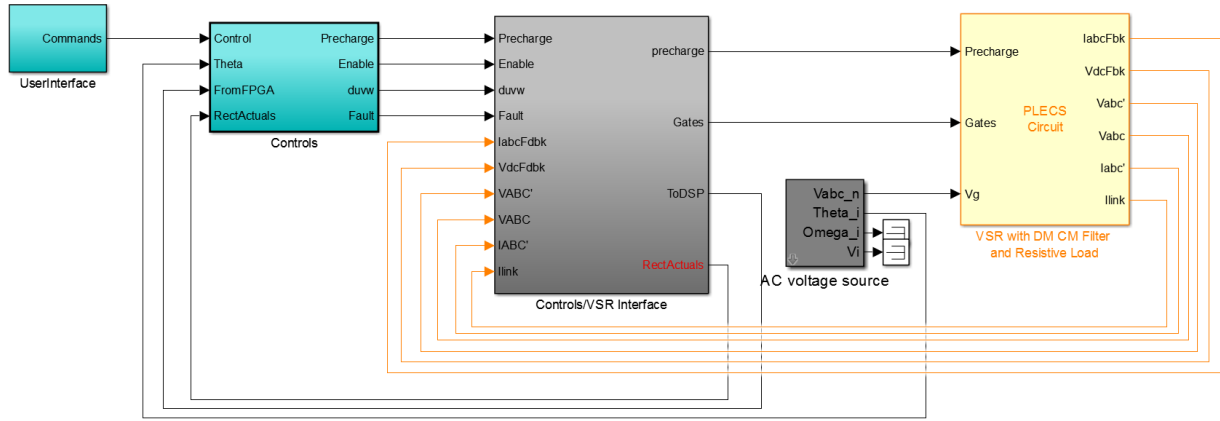 Commands
UserInterface
Control
Theta
FromFPGA
RectActuals
Precharge
Enable
duvw
Fault
Controls
Precharge
Enable
duvw
Fault
IabcFdbk
VdcFdbk
VABC'
VABC
IABC'
Ilink
precharge
Gates
ToDSP
RectActuals
Controls/VSR Interface
Vabc_n
Theta_i
Omega_i
Vi
AC voltage source
Precharge
Gates
Vg
PLECS
Circuit
IabcFbk
VdcFbk
Vabc'
Vabc
Iabc'
Ilink
VSR with DM CM Filter
and Resistive Load